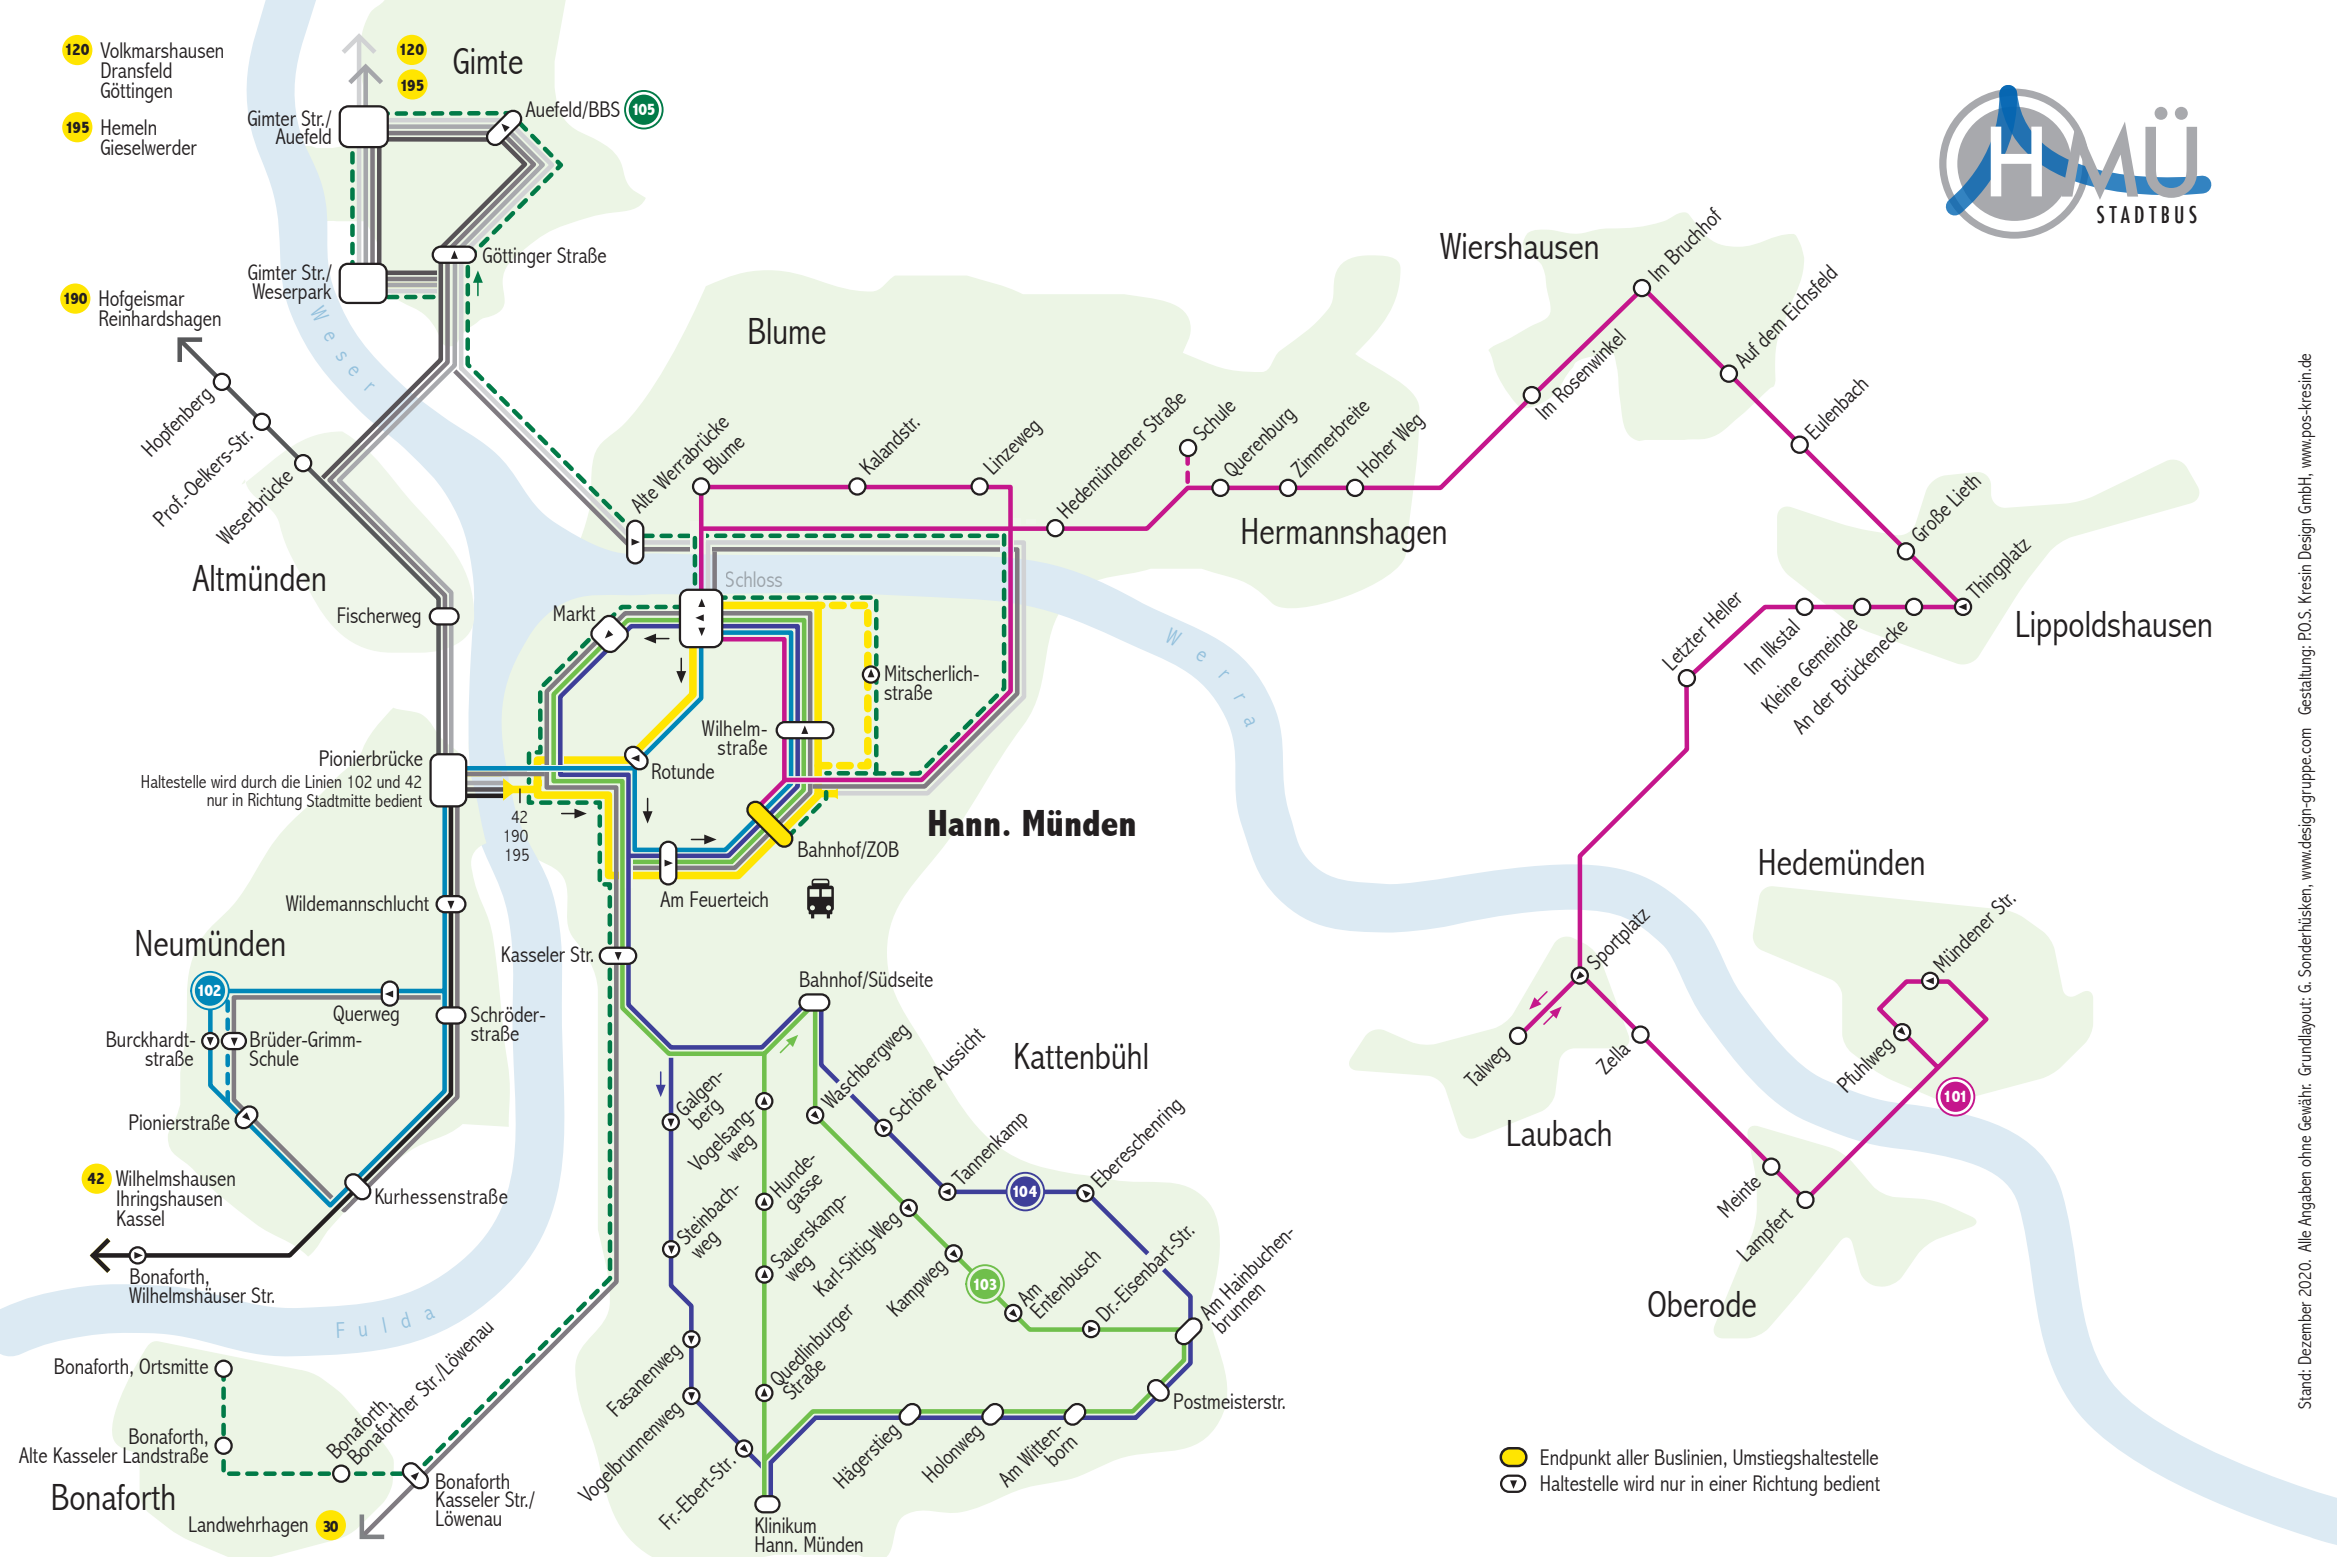 120 Volkmarshausen
Dransfeld
Göttingen
195 Hemeln
Gieselwerder
120
195
Gimte
Gimter Str./
Auefeld
Auefeld/BBS
105
Göttinger Straße
Gimter Str./
Weserpark
190 Hofgeismar
Reinhardshagen
Weser
Hopfenberg
Prof.-Oelkers-Str.
Weserbrücke
Altmünden
Fischerweg
Blume
Alte Werrabrücke
Blume
Kalandstr.
Linzeweg
Hedemündener Straße
Schule
Querenburg
Zimmerbreite
Hoher Weg
Hermannshagen
Wiershausen
Im Rosenwinkel
Im Bruchhof
Auf dem Eichsfeld
Eulenbach
Große Lieth
Thingplatz
Lippoldshausen
An der Brückenecke
Kleine Gemeinde
Im Ilkstal
Letzter Heller
HMÜ
STADTBUS
Schloss
Markt
Mitscherlich-
straße
Wilhelm-
straße
Rotunde
Werra
Pionierbrücke
Haltestelle wird durch die Linien 102 und 42
nur in Richtung Stadtmitte bedient
42
190
195
Hann. Münden
Bahnhof/ZOB
Am Feuerteich
Wildemannschlucht
Neumünden
102
Querweg
Schröder-
straße
Burckhardt-
straße
Brüder-Grimm-
Schule
Pionierstraße
42 Wilhelmshausen
Ihringshausen
Kassel
Kurhessenstraße
Bonaforth,
Wilhelmshäuser Str.
Fulda
Kasseler Str.
Bahnhof/Südseite
Kattenbühl
Galgen-
berg
Vogelsang-
weg
Waschbergweg
Schöne Aussicht
Tannenkamp
104
Ebereschenring
Steinbach-
weg
Hunde-
gasse
Sauerskamp-
weg
Karl-Sittig-Weg
Kampweg
103
Am
Entenbusch
Dr.-Eisenbart-Str.
Am Hainbuchen-
brunnen
Fasanenweg
Vogelbrunnenweg
Quedlinburger
Straße
Fr.-Ebert-Str.
Hägerstieg
Holonweg
Am Witten-
born
Postmeisterstr.
Klinikum
Hann. Münden
Bonaforth, Ortsmitte
Bonaforth,
Alte Kasseler Landstraße
Bonaforth
Bonaforth,
Bonaforther Str./Löwenau
Bonaforth
Kasseler Str./
Löwenau
Landwehrhagen 30
Sportplatz
Talweg
Zella
Laubach
Meinte
Lampfert
Oberode
Hedemünden
Mündener Str.
Pfuhlweg
101
Endpunkt aller Buslinien, Umstiegshaltestelle
Haltestelle wird nur in einer Richtung bedient
Stand: Dezember 2020. Alle Angaben ohne Gewähr. Grundlayout: G. Sonderhüsken, www.design-gruppe.com Gestaltung: P.O.S. Kresin Design GmbH, www.pos-kresin.de